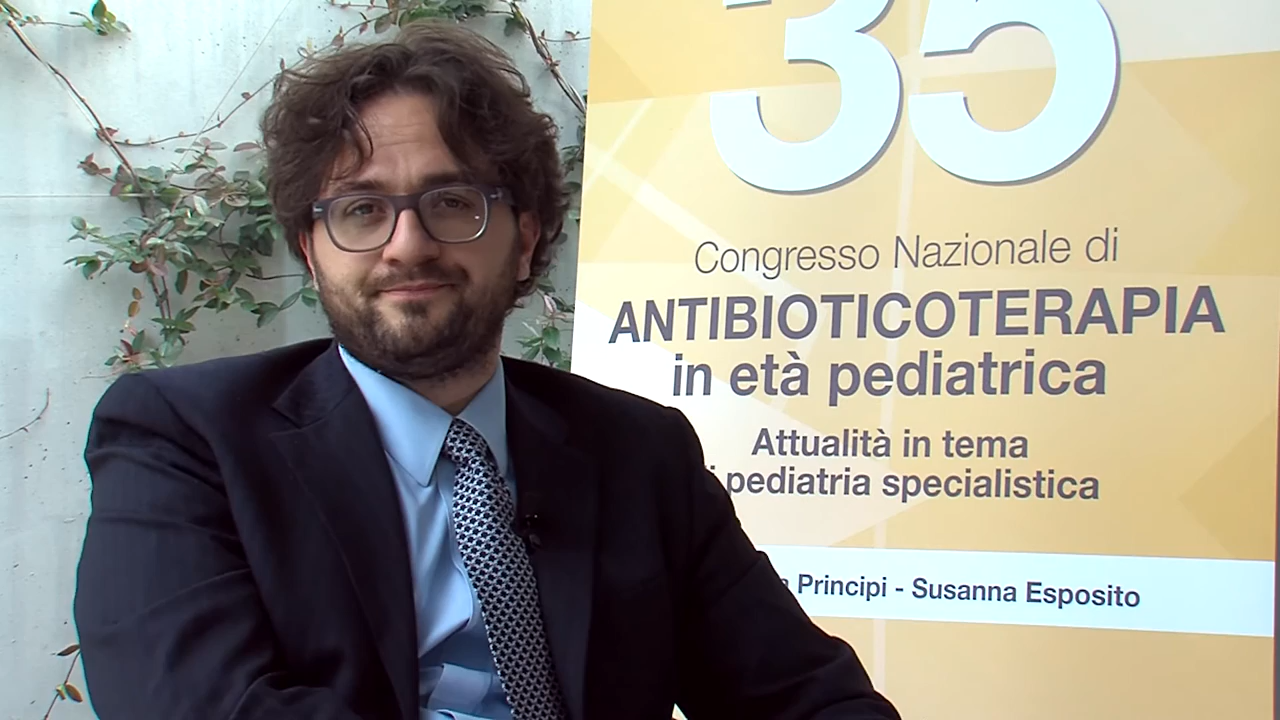 35
Congresso Nazionale di
ANTIBIOTICOTERAPIA
in età pediatrica
Attualità in tema
pediatria specialistica
Principi - Susanna Esposito